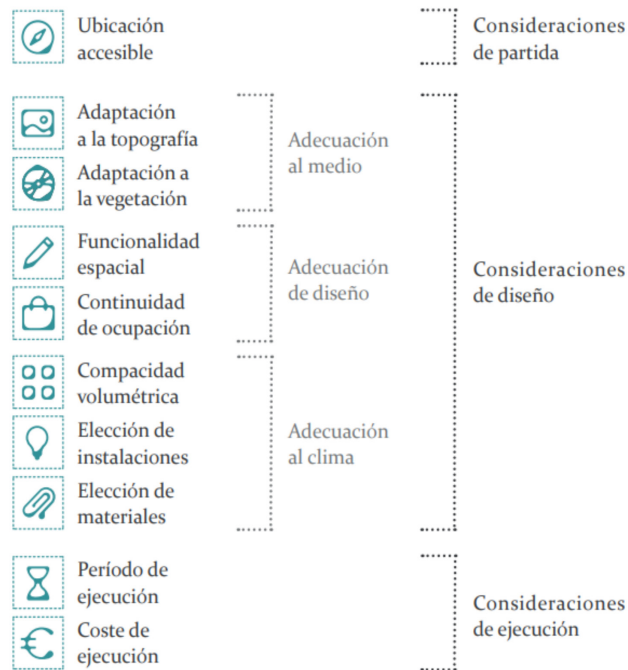 Ubicación
accesible
Consideraciones
de partida
Adaptación
a la topografía
Adaptación a
la vegetación
Adecuación
al medio
Funcionalidad
espacial
Continuidad
de ocupación
Adecuación
de diseño
Compacidad
volumétrica
Elección de
instalaciones
Elección de
materiales
Adecuación
al clima
Consideraciones
de diseño
Período de
ejecución
Coste de
ejecución
Consideraciones
de ejecución